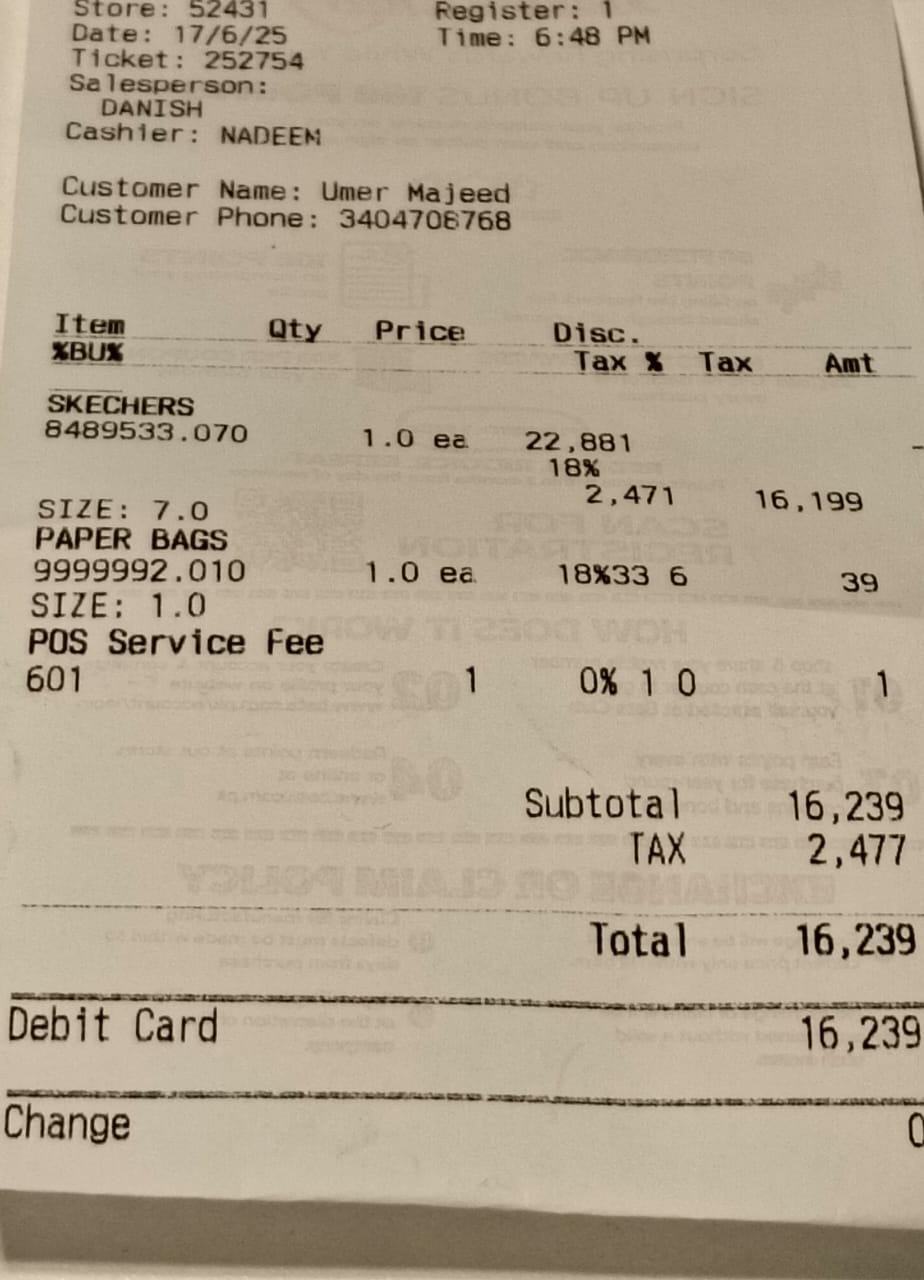 Store: 52431 Register: 1
Date: 17/6/25 Time: 6:48 PM
Ticket: 252754
Salesperson:
DANISH
Cashier: NADEEM
Customer Name: Umer Majeed
Customer Phone: 3404706768
Item Qty Price Disc.
%BU% Tax % Tax Amt
SKECHERS
8489533.070 1.0 ea 22,881 -
18%
2,471 16,199
SIZE: 7.0
PAPER BAGS
9999992.010 1.0 ea 18%33 6 39
SIZE: 1.0
POS Service Fee
601 1 0% 1 0 1
Subtotal 16,239
TAX 2,477
Total 16,239
Debit Card 16,239
Change 0